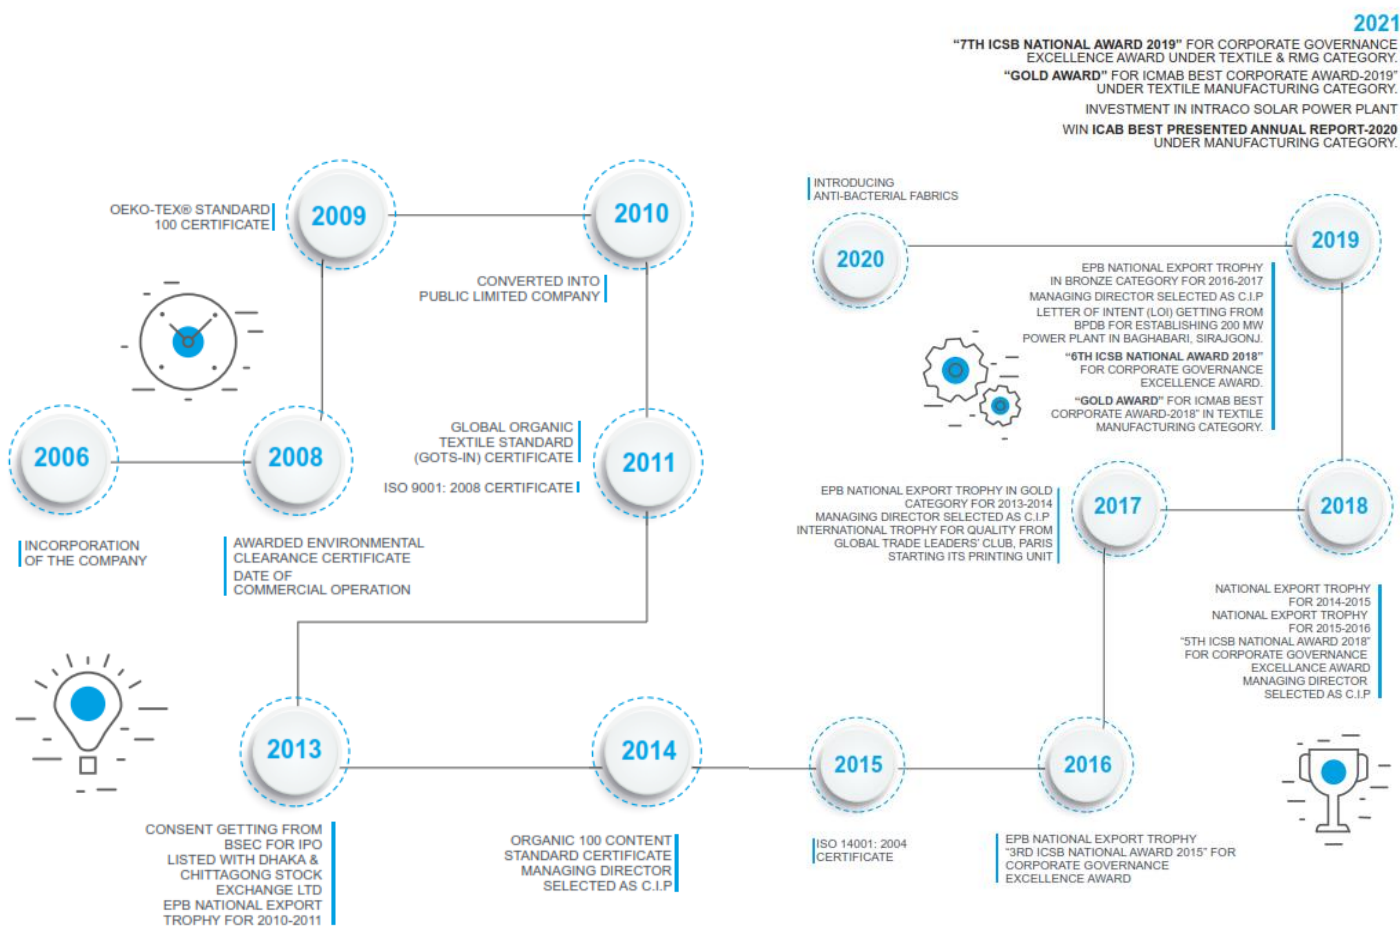 2021
“7TH ICSB NATIONAL AWARD 2019” FOR CORPORATE GOVERNANCE
EXCELLENCE AWARD UNDER TEXTILE & RMG CATEGORY.
“GOLD AWARD” FOR ICMAB BEST CORPORATE AWARD-2019”
UNDER TEXTILE MANUFACTURING CATEGORY.
INVESTMENT IN INTRACO SOLAR POWER PLANT
WIN ICAB BEST PRESENTED ANNUAL REPORT-2020
UNDER MANUFACTURING CATEGORY.
OEKO-TEX® STANDARD
100 CERTIFICATE
2009
2010
CONVERTED INTO
PUBLIC LIMITED COMPANY
INTRODUCING
ANTI-BACTERIAL FABRICS
2020
2019
EPB NATIONAL EXPORT TROPHY
IN BRONZE CATEGORY FOR 2016-2017
MANAGING DIRECTOR SELECTED AS C.I.P
LETTER OF INTENT (LOI) GETTING FROM
BPDB FOR ESTABLISHING 200 MW
POWER PLANT IN BAGHABARI, SIRAJGONJ.
“6TH ICSB NATIONAL AWARD 2018”
FOR CORPORATE GOVERNANCE
EXCELLENCE AWARD.
“GOLD AWARD” FOR ICMAB BEST
CORPORATE AWARD-2018” IN TEXTILE
MANUFACTURING CATEGORY.
2006
INCORPORATION
OF THE COMPANY
2008
AWARDED ENVIRONMENTAL
CLEARANCE CERTIFICATE
DATE OF
COMMERCIAL OPERATION
GLOBAL ORGANIC
TEXTILE STANDARD
(GOTS-IN) CERTIFICATE
ISO 9001: 2008 CERTIFICATE
2011
EPB NATIONAL EXPORT TROPHY IN GOLD
CATEGORY FOR 2013-2014
MANAGING DIRECTOR SELECTED AS C.I.P
INTERNATIONAL TROPHY FOR QUALITY FROM
GLOBAL TRADE LEADERS’ CLUB, PARIS
STARTING ITS PRINTING UNIT
2017
2018
NATIONAL EXPORT TROPHY
FOR 2014-2015
NATIONAL EXPORT TROPHY
FOR 2015-2016
“5TH ICSB NATIONAL AWARD 2018”
FOR CORPORATE GOVERNANCE
EXCELLANCE AWARD
MANAGING DIRECTOR
SELECTED AS C.I.P
2013
CONSENT GETTING FROM
BSEC FOR IPO
LISTED WITH DHAKA &
CHITTAGONG STOCK
EXCHANGE LTD
EPB NATIONAL EXPORT
TROPHY FOR 2010-2011
2014
ORGANIC 100 CONTENT
STANDARD CERTIFICATE
MANAGING DIRECTOR
SELECTED AS C.I.P
2015
ISO 14001: 2004
CERTIFICATE
2016
EPB NATIONAL EXPORT TROPHY
“3RD ICSB NATIONAL AWARD 2015” FOR
CORPORATE GOVERNANCE
EXCELLENCE AWARD